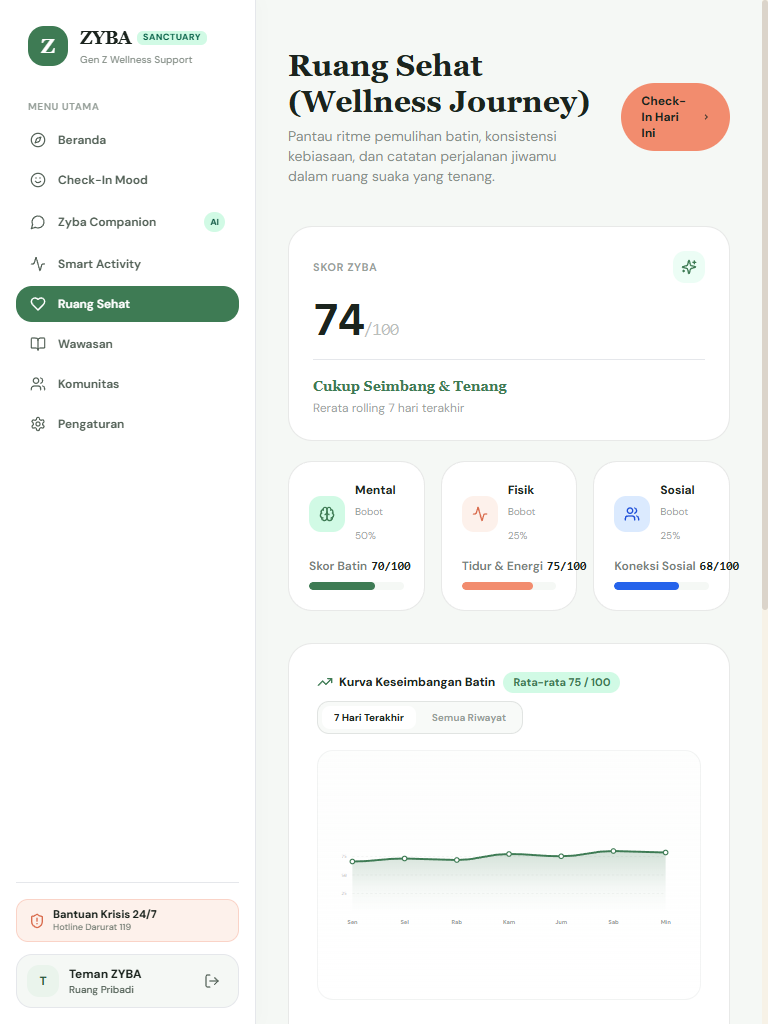 Z
ZYBA SANCTUARY
Gen Z Wellness Support
MENU UTAMA
Beranda
Check-In Mood
Zyba Companion AI
Smart Activity
Ruang Sehat
Wawasan
Komunitas
Pengaturan
Bantuan Krisis 24/7
Hotline Darurat 119
T
Teman ZYBA
Ruang Pribadi
Ruang Sehat
(Wellness Journey)
Pantau ritme pemulihan batin, konsistensi
kebiasaan, dan catatan perjalanan jiwamu
dalam ruang suaka yang tenang.
Check-
In Hari
Ini
SKOR ZYBA
74/100
Cukup Seimbang & Tenang
Rerata rolling 7 hari terakhir
Mental
Bobot
50%
Skor Batin 70/100
Fisik
Bobot
25%
Tidur & Energi 75/100
Sosial
Bobot
25%
Koneksi Sosial 68/100
Kurva Keseimbangan Batin Rata-rata 75 / 100
7 Hari Terakhir Semua Riwayat
Sen Sel Rab Kam Jum Sab Min